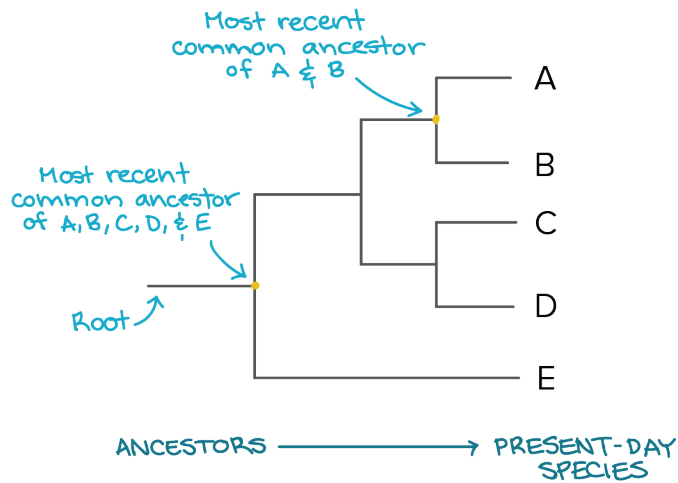 Most recent
common ancestor
of A & B
A
B
Most recent
common ancestor
of A, B, C, D, & E
C
Root
D
E
ANCESTORS
PRESENT-DAY
SPECIES